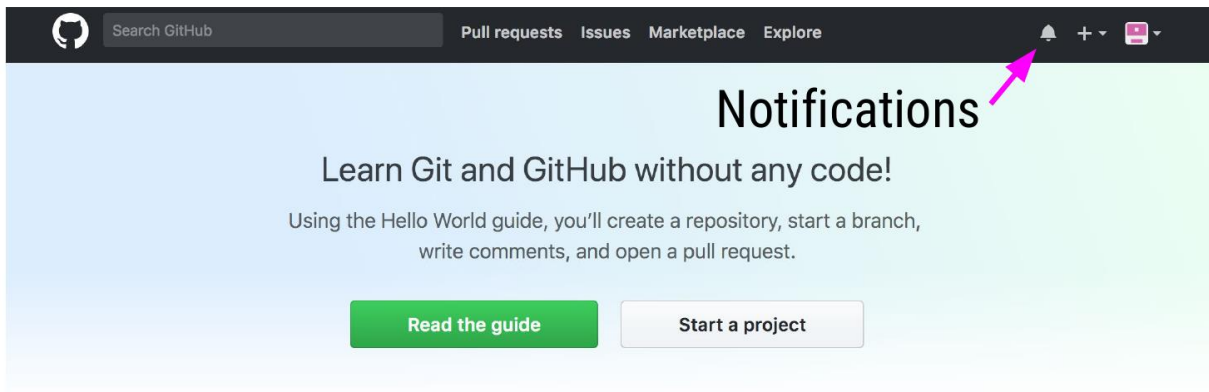 Search GitHub
Pull requests Issues Marketplace Explore
Notifications
Learn Git and GitHub without any code!
Using the Hello World guide, you’ll create a repository, start a branch,
write comments, and open a pull request.
Read the guide
Start a project